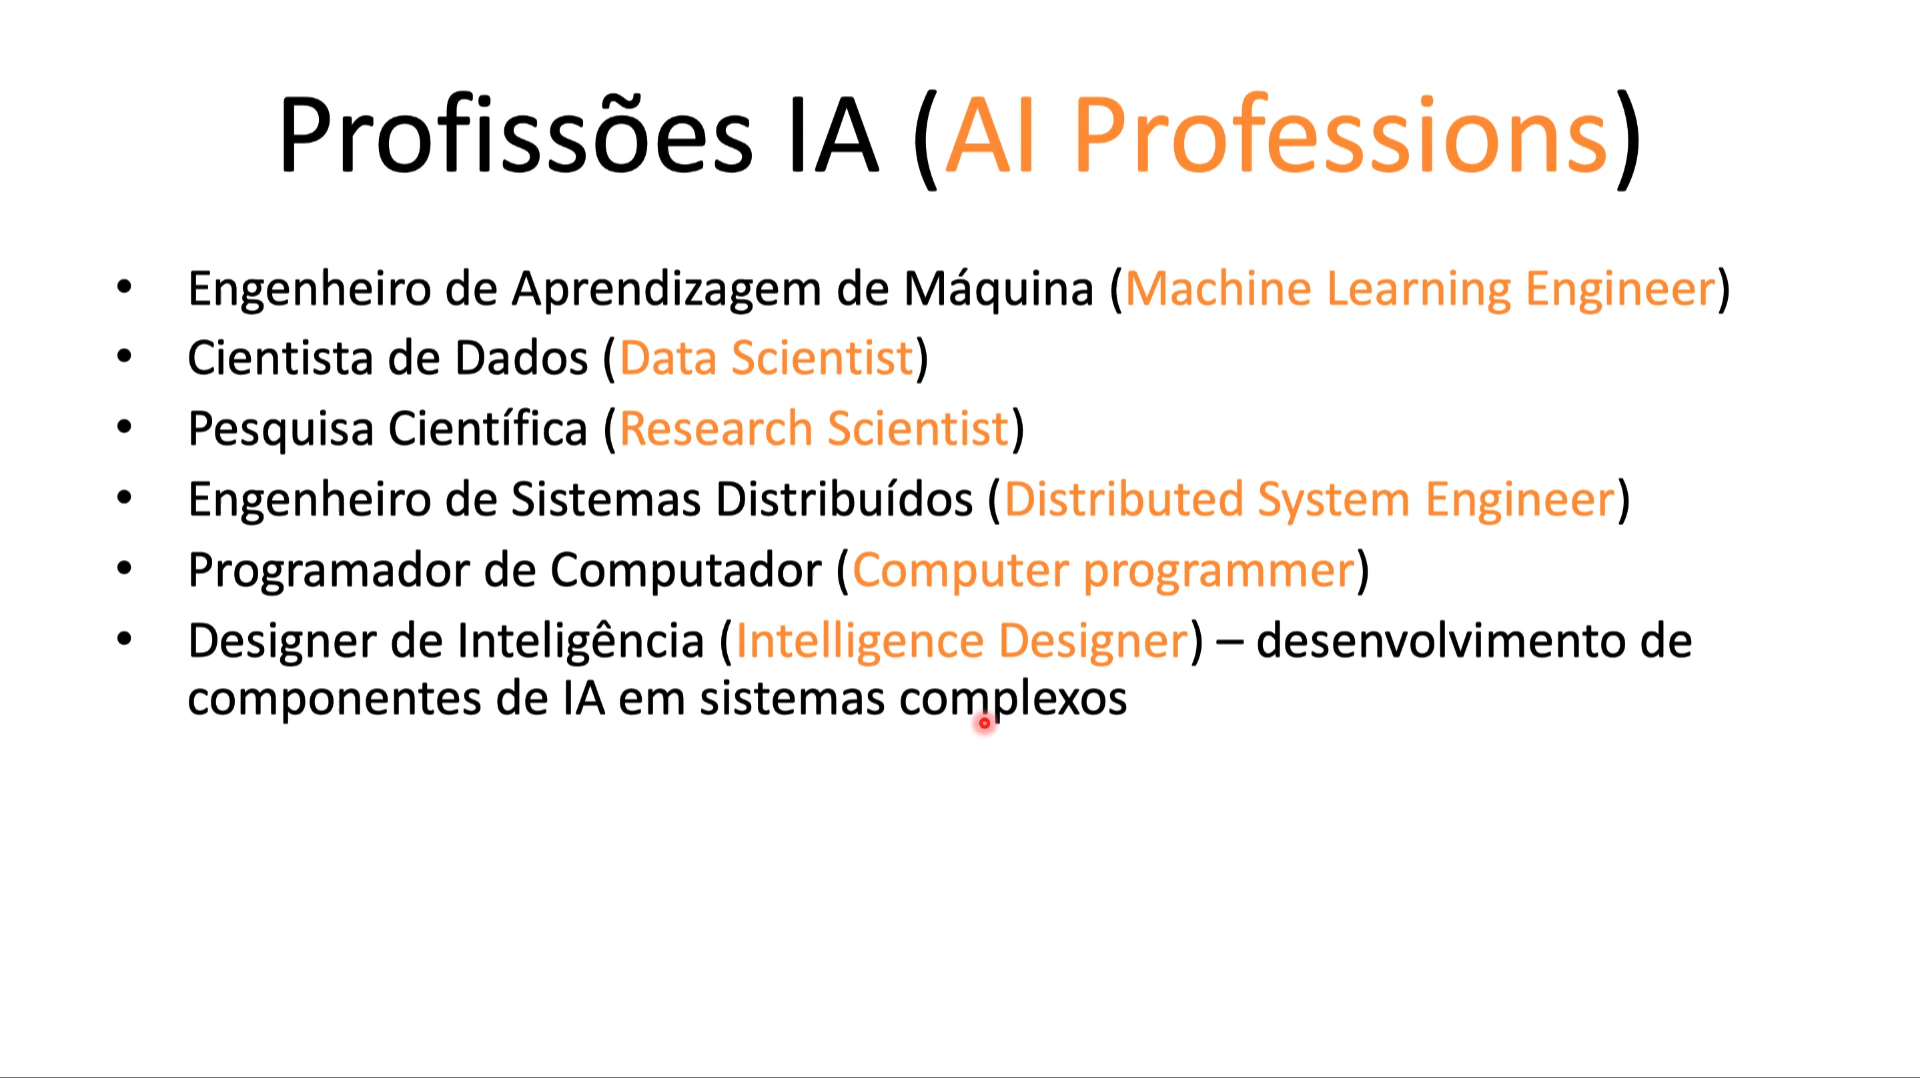 Profissões IA (AI Professions)
• Engenheiro de Aprendizagem de Máquina (Machine Learning Engineer)
• Cientista de Dados (Data Scientist)
• Pesquisa Científica (Research Scientist)
• Engenheiro de Sistemas Distribuídos (Distributed System Engineer)
• Programador de Computador (Computer programmer)
• Designer de Inteligência (Intelligence Designer) – desenvolvimento de
componentes de IA em sistemas complexos